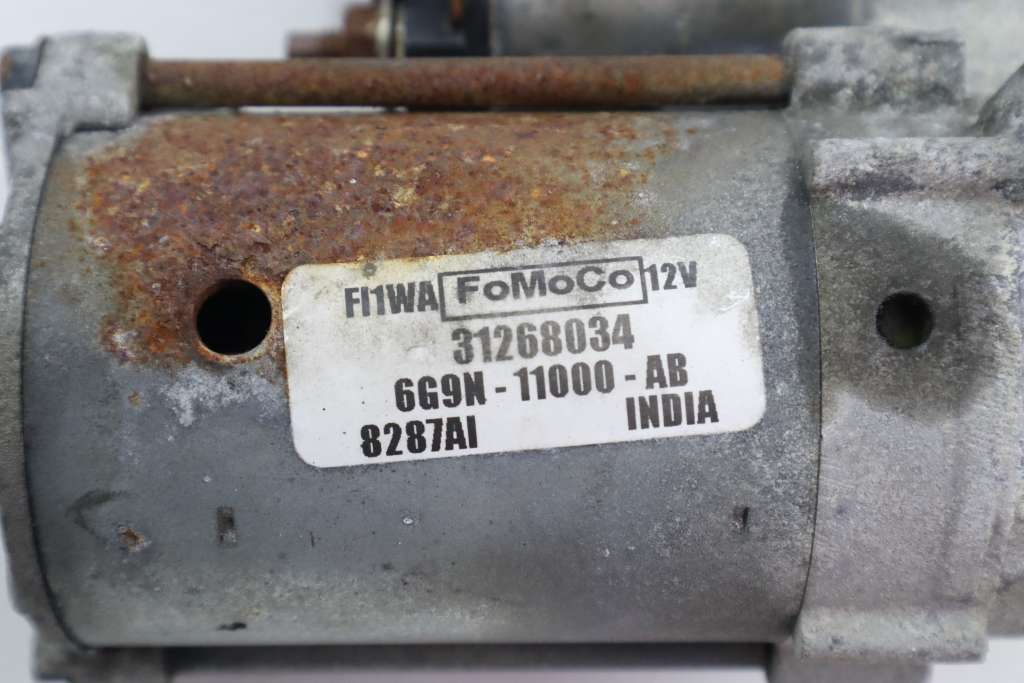 FI1WA FoMoCo 12V
31268034
6G9N - 11000 - AB
8287AI INDIA